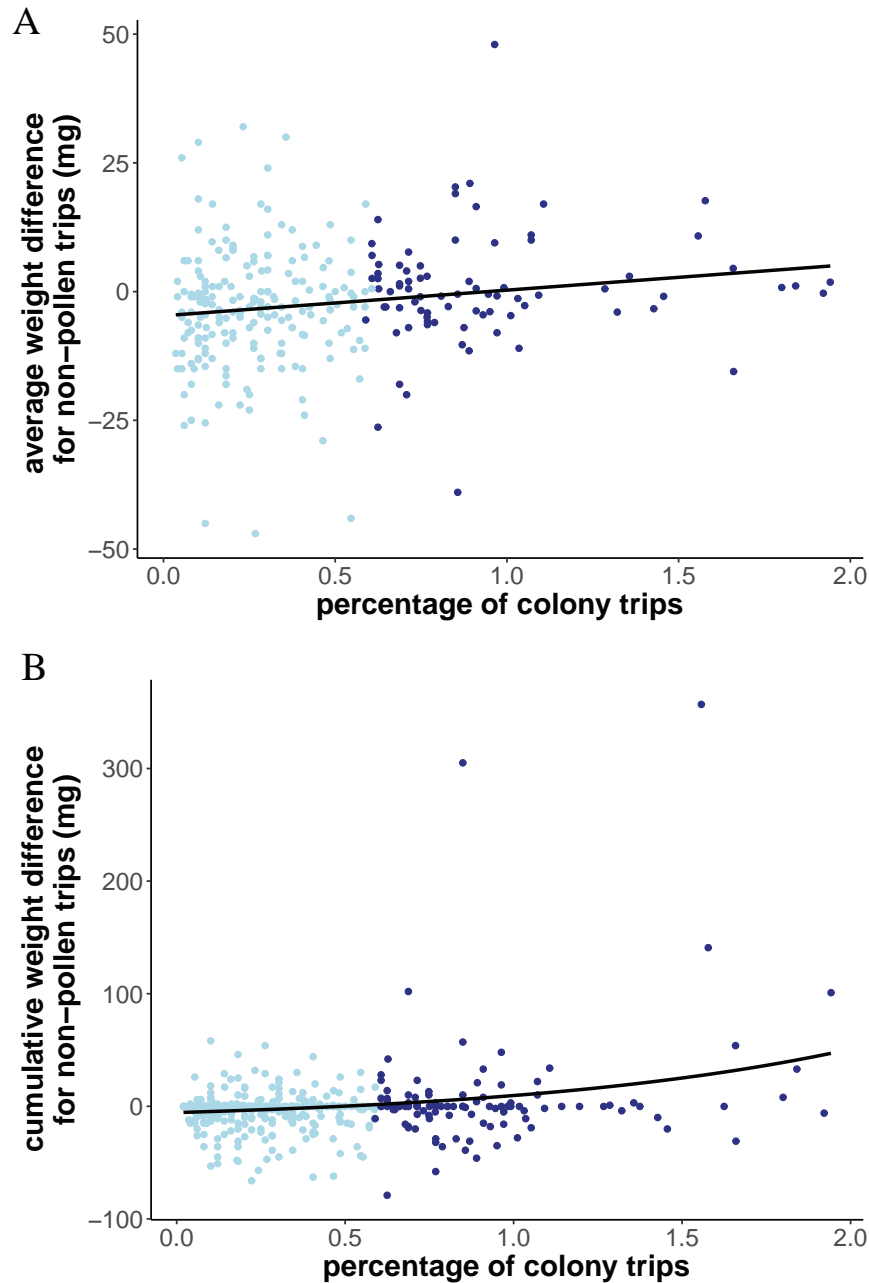 A
50
25
0
−25
−50
average weight difference
for non−pollen trips (mg)
0.0 0.5 1.0 1.5 2.0
percentage of colony trips
B
300
200
100
0
−100
cumulative weight difference
for non−pollen trips (mg)
0.0 0.5 1.0 1.5 2.0
percentage of colony trips